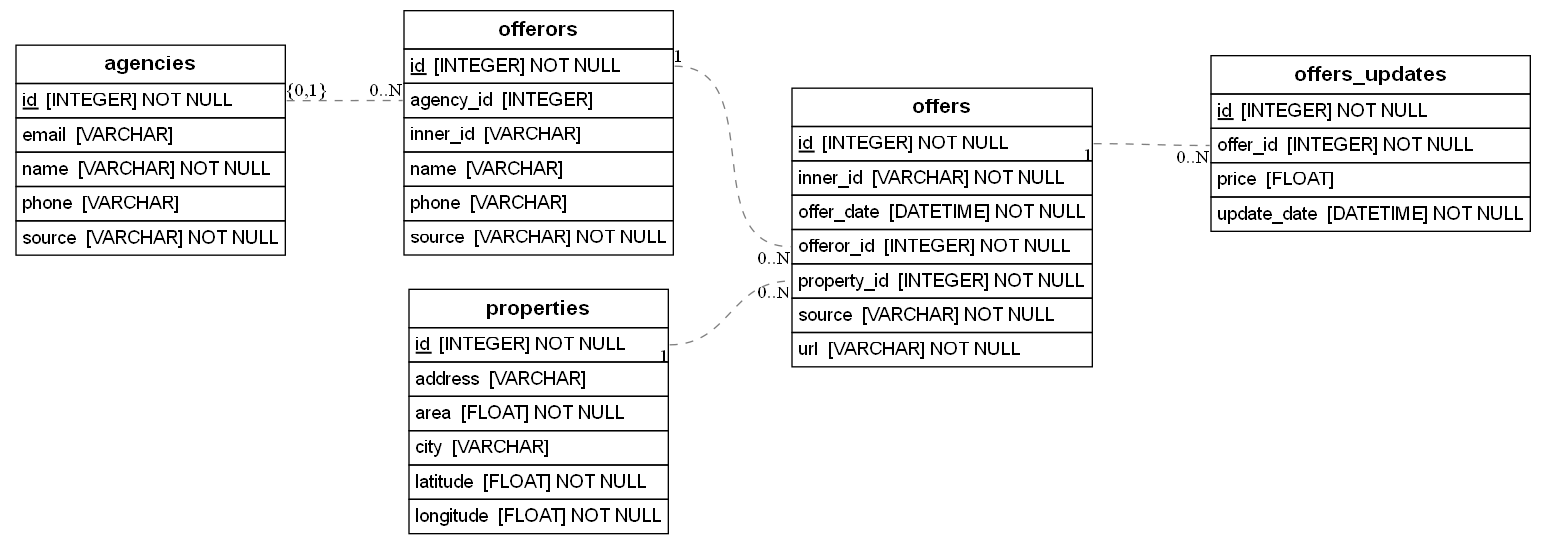 agencies
id [INTEGER] NOT NULL
email [VARCHAR]
name [VARCHAR] NOT NULL
phone [VARCHAR]
source [VARCHAR] NOT NULL
{0,1}
0..N
offerors
id [INTEGER] NOT NULL
agency_id [INTEGER]
inner_id [VARCHAR]
name [VARCHAR]
phone [VARCHAR]
source [VARCHAR] NOT NULL
1
0..N
properties
id [INTEGER] NOT NULL
address [VARCHAR]
area [FLOAT] NOT NULL
city [VARCHAR]
latitude [FLOAT] NOT NULL
longitude [FLOAT] NOT NULL
1
0..N
offers
id [INTEGER] NOT NULL
inner_id [VARCHAR] NOT NULL
offer_date [DATETIME] NOT NULL
offeror_id [INTEGER] NOT NULL
property_id [INTEGER] NOT NULL
source [VARCHAR] NOT NULL
url [VARCHAR] NOT NULL
1
0..N
offers_updates
id [INTEGER] NOT NULL
offer_id [INTEGER] NOT NULL
price [FLOAT]
update_date [DATETIME] NOT NULL